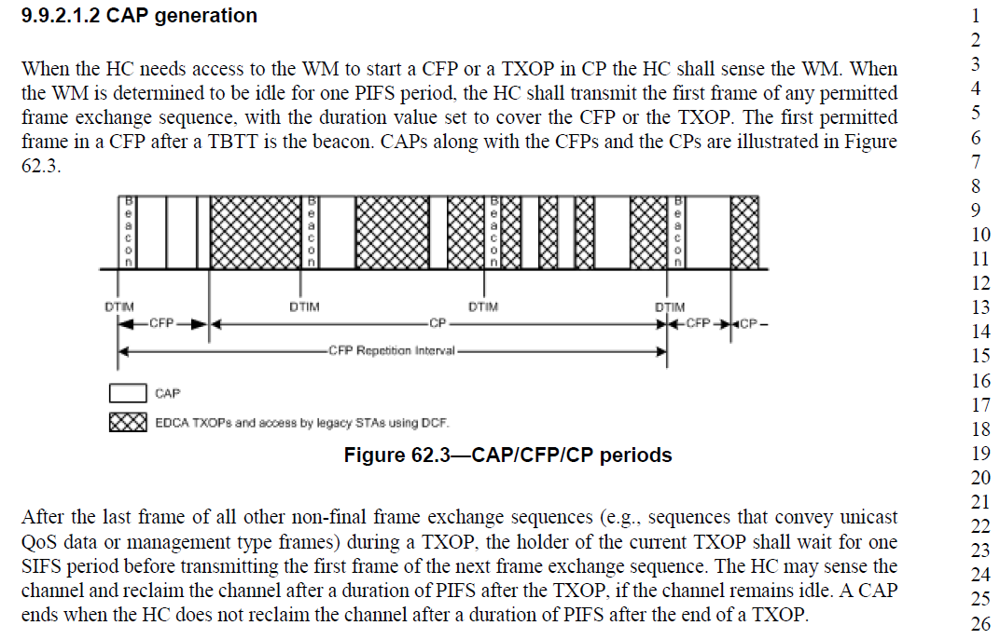 9.9.2.1.2 CAP generation
When the HC needs access to the WM to start a CFP or a TXOP in CP the HC shall sense the WM. When
the WM is determined to be idle for one PIFS period, the HC shall transmit the first frame of any permitted
frame exchange sequence, with the duration value set to cover the CFP or the TXOP. The first permitted
frame in a CFP after a TBTT is the beacon. CAPs along with the CFPs and the CPs are illustrated in Figure
62.3.
Beacon Beacon Beacon Beacon
DTIM DTIM DTIM DTIM
CFP CP CFP CP
CFP Repetition Interval
CAP
EDCA TXOPs and access by legacy STAs using DCF.
Figure 62.3—CAP/CFP/CP periods
After the last frame of all other non-final frame exchange sequences (e.g., sequences that convey unicast
QoS data or management type frames) during a TXOP, the holder of the current TXOP shall wait for one
SIFS period before transmitting the first frame of the next frame exchange sequence. The HC may sense the
channel and reclaim the channel after a duration of PIFS after the TXOP, if the channel remains idle. A CAP
ends when the HC does not reclaim the channel after a duration of PIFS after the end of a TXOP.
1
2
3
4
5
6
7
8
9
10
11
12
13
14
15
16
17
18
19
20
21
22
23
24
25
26